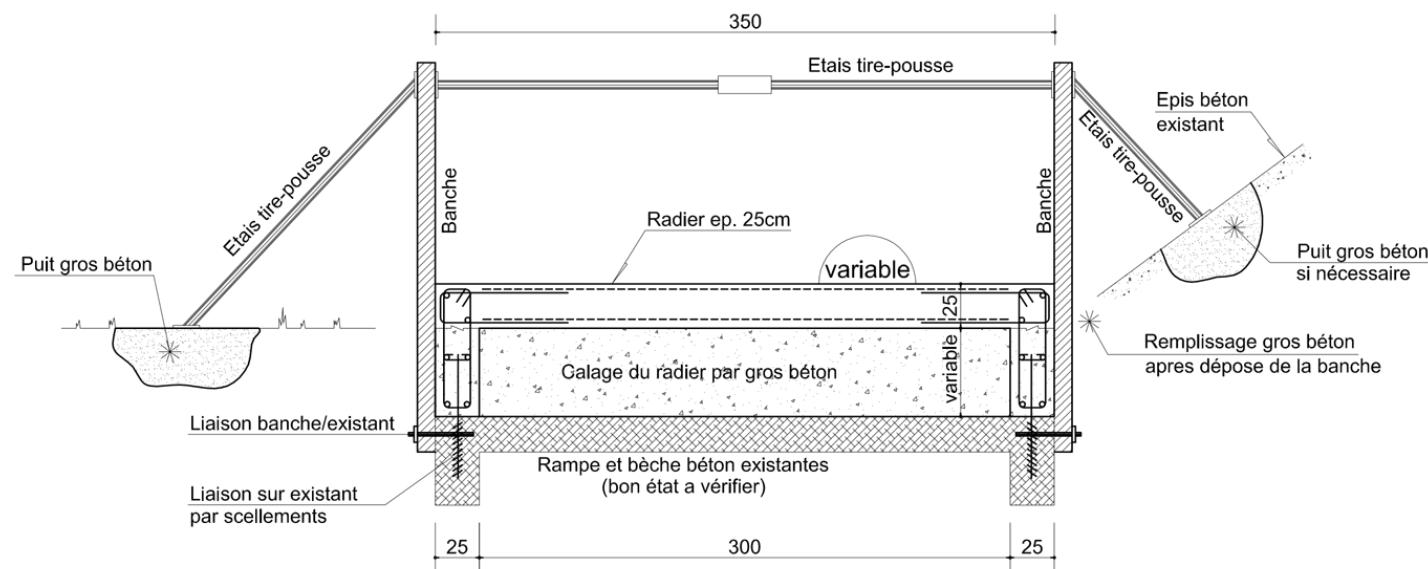 350
Etais tire-pousse
Epis béton
existant
Etais tire-pousse
Banche
Banche
Etais tire-pousse
Radier ep. 25cm
variable
Puit gros béton
Puit gros béton
si nécessaire
25
Remplissage gros béton
apres dépose de la banche
Calage du radier par gros béton
variable
Liaison banche/existant
Rampe et bèche béton existantes
(bon état a vérifier)
Liaison sur existant
par scellements
25
300
25